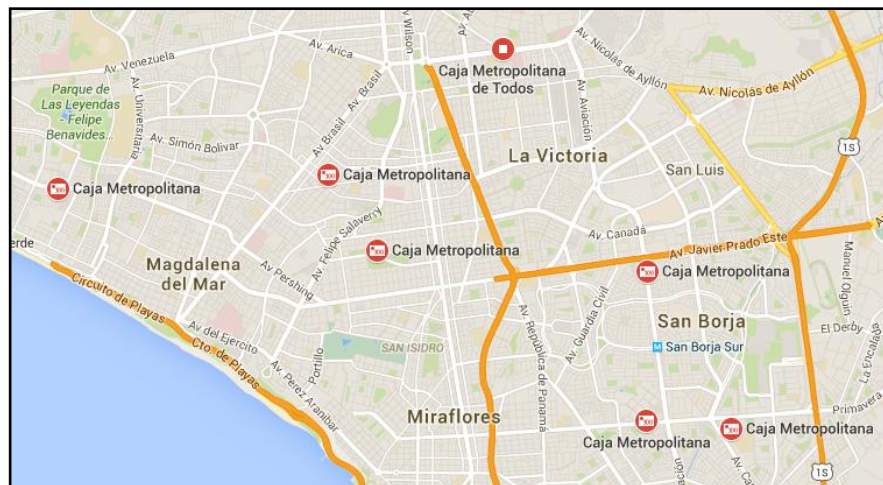 Av. Arica
Wilson
Av. Nicolás de Ayllón
Av. Venezuela
Caja Metropolitana
de Todos
Av. Brasil
Av. Nicolás de Ayllón
Parque de
Las Leyendas
- Felipe
Benavides...
Av. Universitaria
Av. Aviación
Av. Brasil
Av. Simón Bolivar
1S
La Victoria
San Luis
Caja Metropolitana
Caja Metropolitana
Av. Felipe Salaverry
Av. Canadá
Av. Javier Prado Este
Caja Metropolitana
Magdalena
del Mar
Av. Pershing
Caja Metropolitana
Manuel Olguin
Circuito de Playas
Av. Guardia Civil
Av. República de Panamá
San Borja
El Derby
La Encalada
Av del Ejercito
M San Borja Sur
SAN ISIDRO
Portillo
Cto. de Playas
Av. Perez Aranibar
Miraflores
Primavera
Caja Metropolitana
Caja Metropolitana
1S